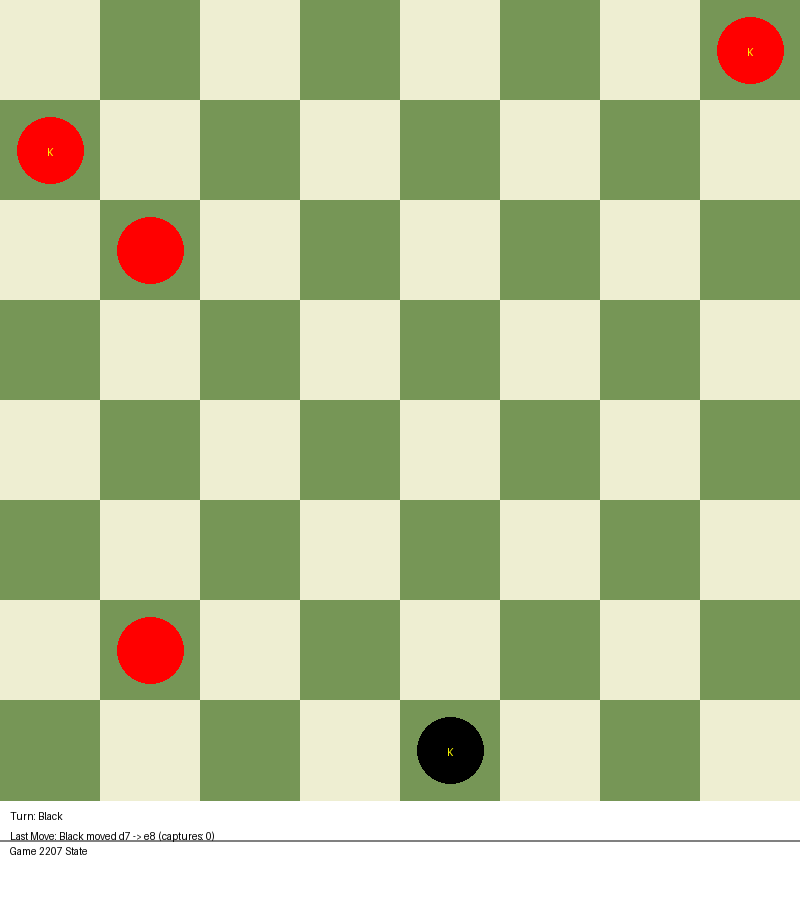 K
K
K
Turn: Black
Last Move: Black moved d7 -> e8 (captures: 0)
Game 2207 State